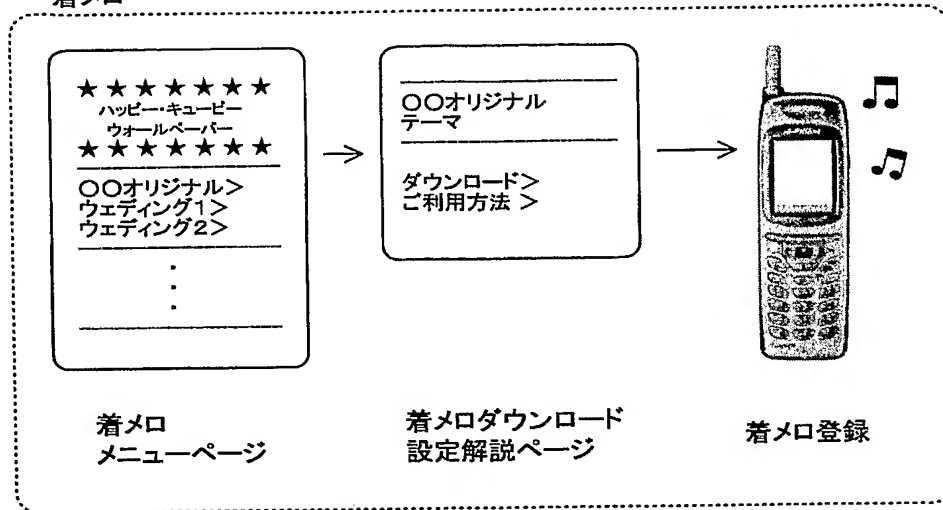 着メロ
★★★★★★★
ハッピー・キューピー
ウォールペーパー
★★★★★★★
〇〇オリジナル>
ウェディング1>
ウェディング2>
〇〇オリジナル
テーマ
ダウンロード>
ご利用方法 >
着メロ
メニューページ
着メロダウンロード
設定解説ページ
着メロ登録